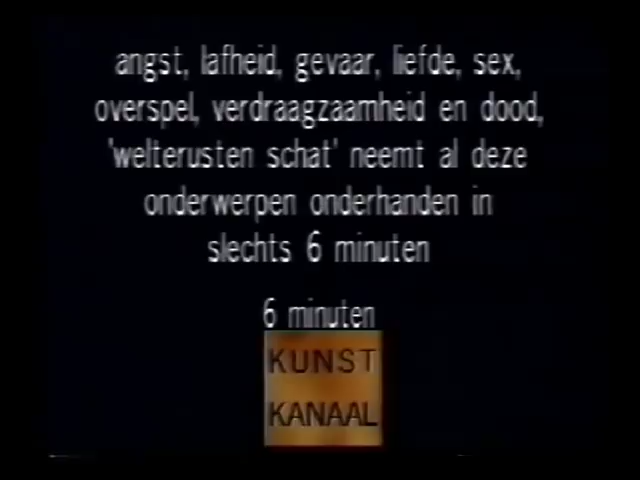 angst, lafheid, gevaar, liefde, sex,
overspel, verdraagzaamheid en dood,
'welterusten schat' neemt al deze
onderwerpen onderhanden in
slechts 6 minuten
6 minuten
KUNST
KANAAL